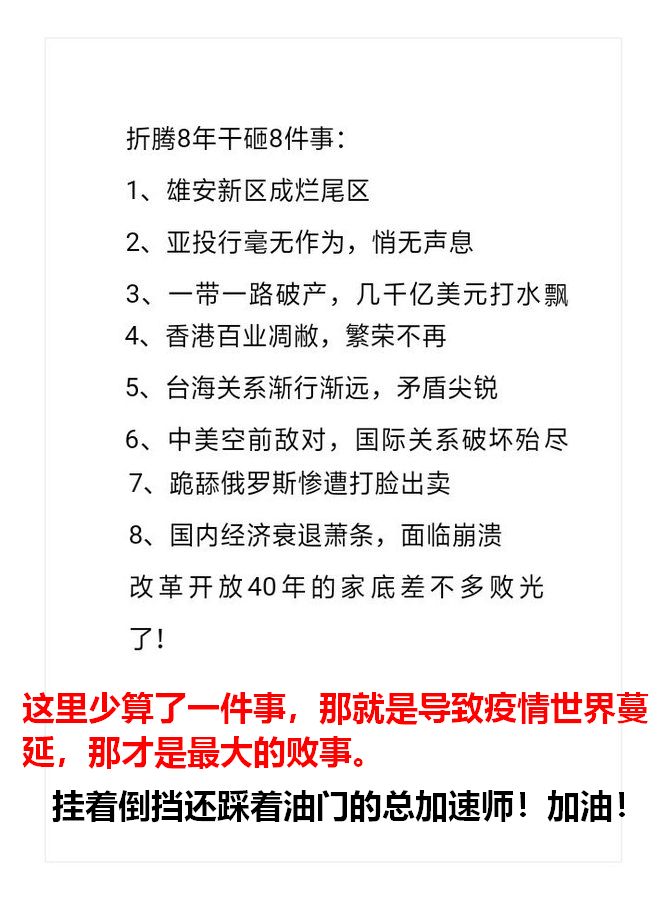 折腾8年干砸8件事：
1、雄安新区成烂尾区
2、亚投行毫无作为，悄无声息
3、一带一路破产，几千亿美元打水飘
4、香港百业凋敝，繁荣不再
5、台海关系渐行渐远，矛盾尖锐
6、中美空前敌对，国际关系破坏殆尽
7、跪舔俄罗斯惨遭打脸出卖
8、国内经济衰退萧条，面临崩溃
改革开放40年的家底差不多败光
了！
这里少算了一件事，那就是导致疫情世界蔓
延，那才是最大的败事。
挂着倒挡还踩着油门的总加速师！加油！